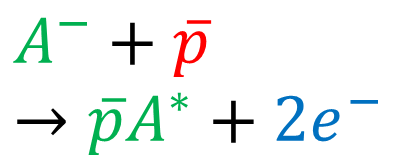 A⁻ + p̄
→ p̄A* + 2e⁻